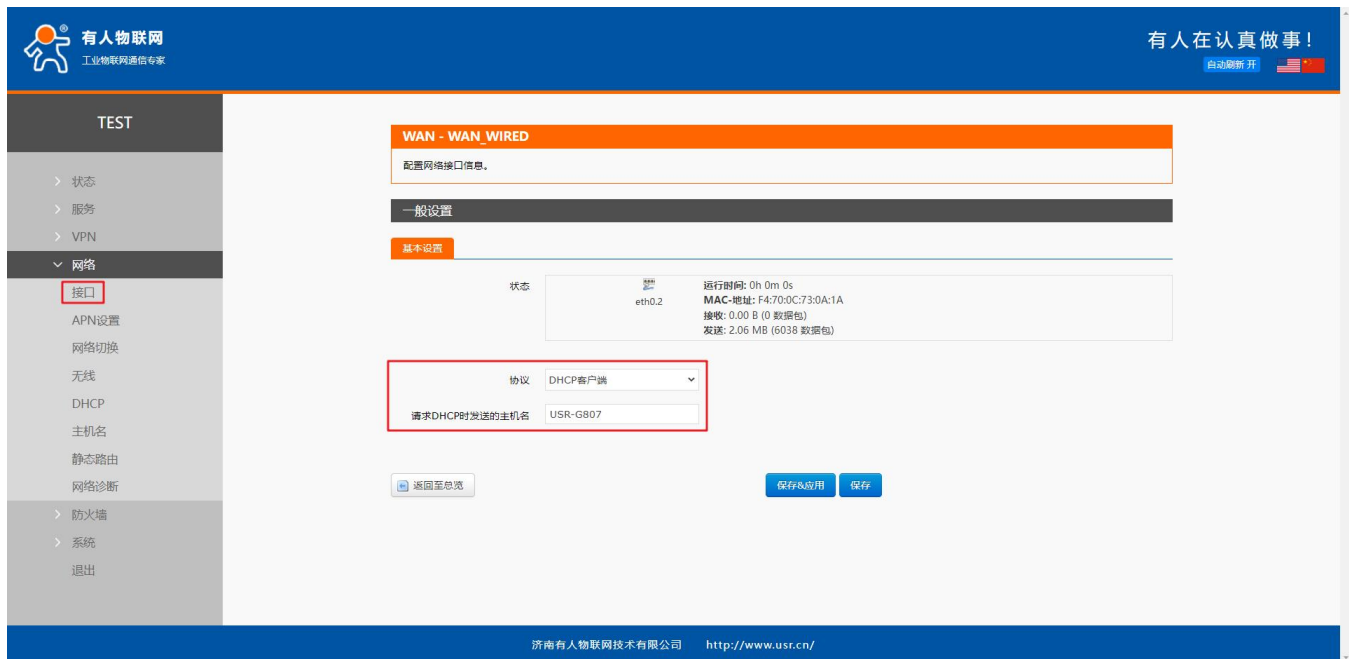 有人物联网
工业物联网通信专家
有人在认真做事!
自动刷新 开
TEST
状态
服务
VPN
网络
接口
APN设置
网络切换
无线
DHCP
主机名
静态路由
网络诊断
防火墙
系统
退出
WAN - WAN_WIRED
配置网络接口信息。
一般设置
基本设置
状态
eth0.2
运行时间: 0h 0m 0s
MAC-地址: F4:70:0C:73:0A:1A
接收: 0.00 B (0 数据包)
发送: 2.06 MB (6038 数据包)
协议 DHCP客户端
请求DHCP时发送的主机名 USR-G807
返回至总览 保存&应用 保存
济南有人物联网技术有限公司 http://www.usr.cn/